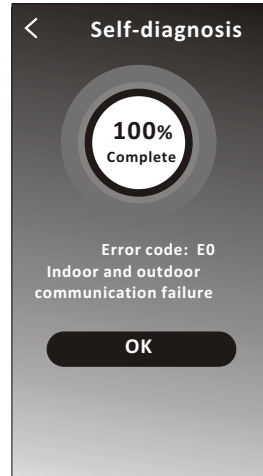 Self-diagnosis
100%
Complete
Error code: E0
Indoor and outdoor
communication failure
OK